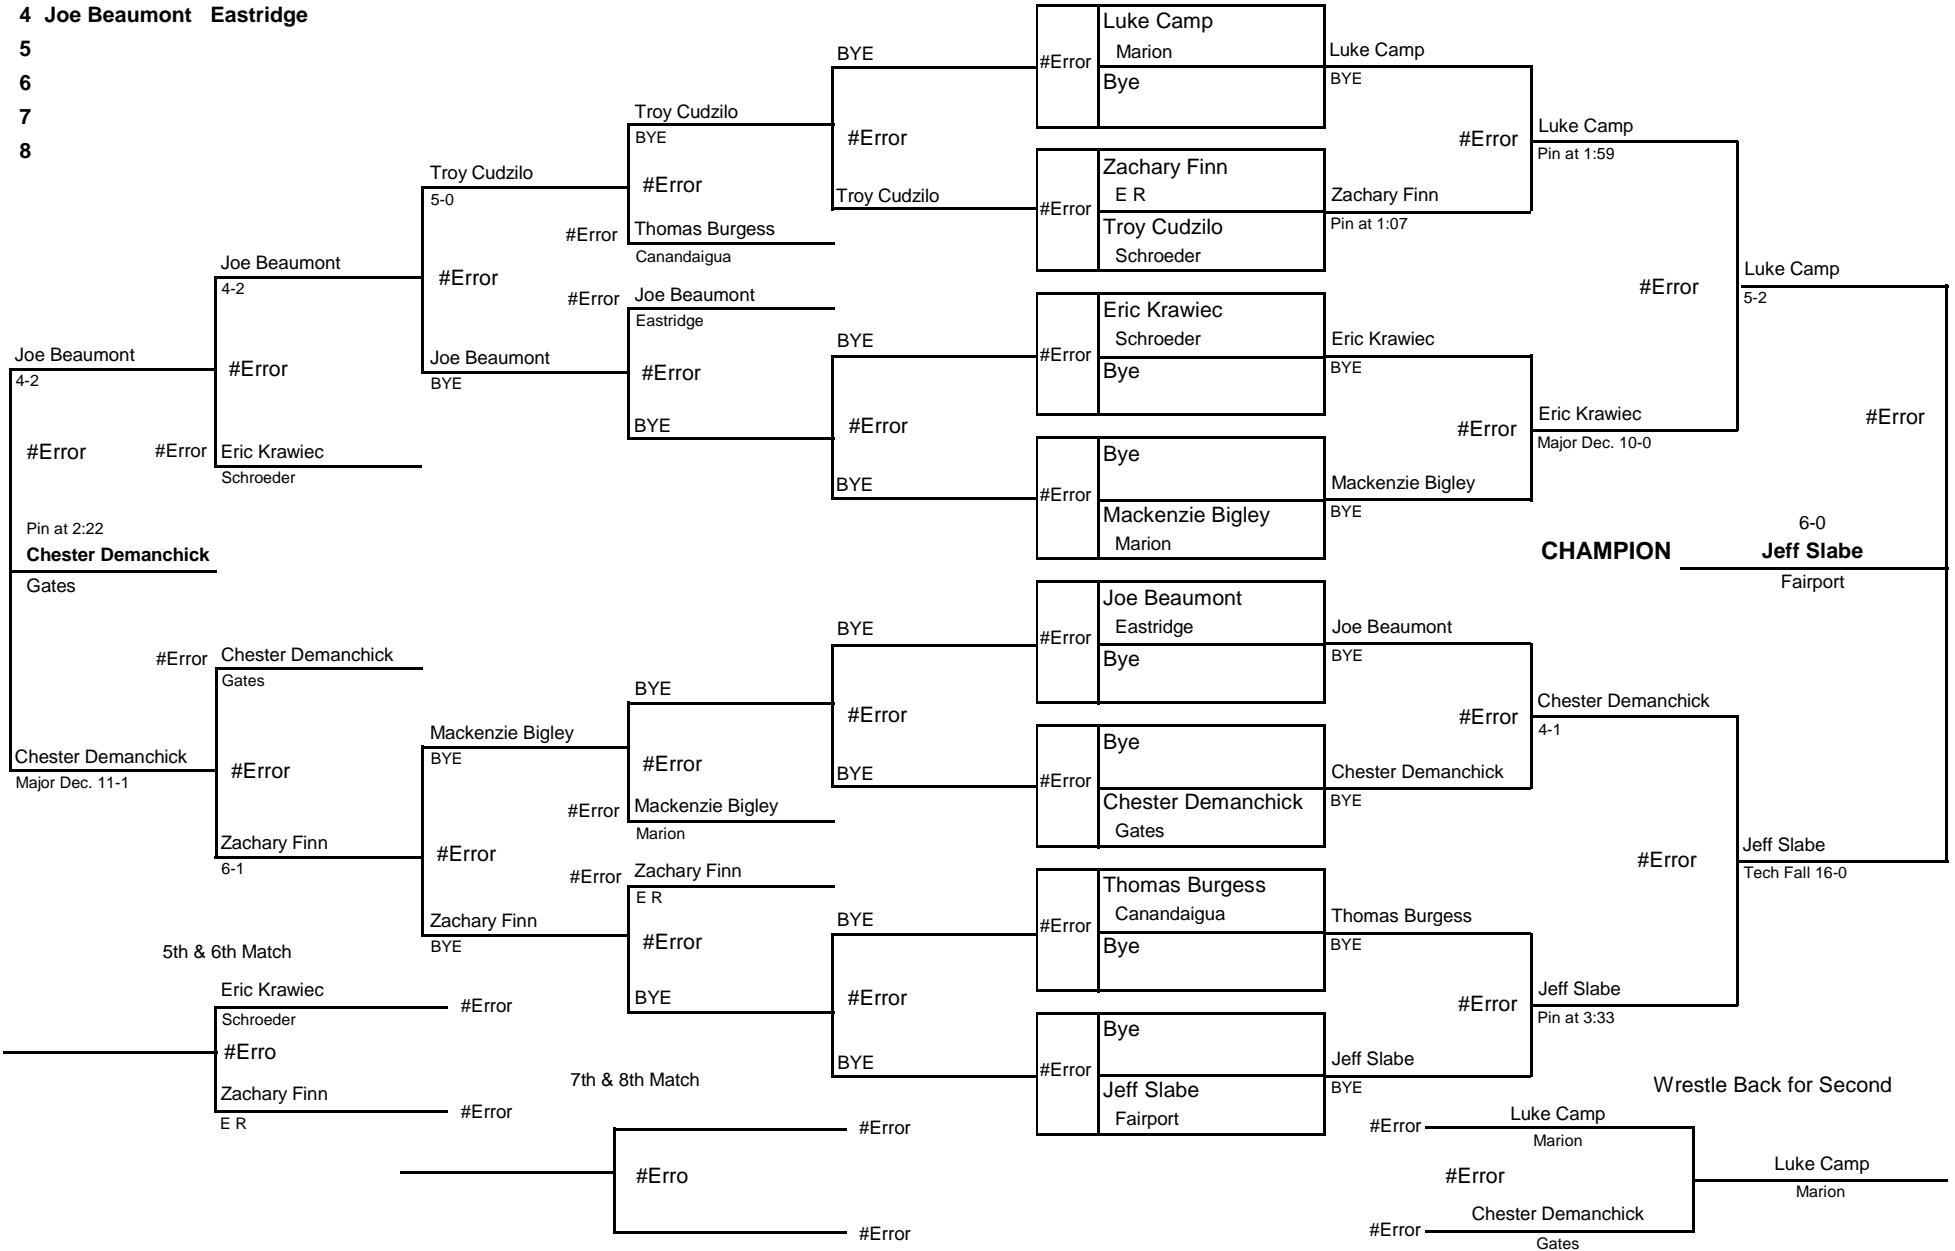 4 Joe Beaumont Eastridge
5
6
7
8
Joe Beaumont
4-2
#Error
Pin at 2:22
Chester Demanchick
Gates
Chester Demanchick
Major Dec. 11-1
Joe Beaumont
4-2
#Error
#Error Eric Krawiec
Schroeder
#Error Chester Demanchick
Gates
#Error
Zachary Finn
6-1
5th & 6th Match
Eric Krawiec
#Error
Schroeder
#Erro
Zachary Finn
#Error
E R
Troy Cudzilo
5-0
#Error
Joe Beaumont
BYE
Mackenzie Bigley
BYE
#Error
Zachary Finn
BYE
Troy Cudzilo
BYE
#Error
#Error Thomas Burgess
Canandaigua
#Error Joe Beaumont
Eastridge
#Error
BYE
BYE
#Error
#Error Mackenzie Bigley
Marion
#Error Zachary Finn
E R
#Error
BYE
7th & 8th Match
#Error
#Erro
#Error
BYE
#Error
Troy Cudzilo
BYE
#Error
BYE
BYE
#Error
BYE
BYE
#Error
BYE
#Error
Luke Camp
Marion
Bye
#Error
Zachary Finn
E R
Troy Cudzilo
Schroeder
#Error
Eric Krawiec
Schroeder
Bye
#Error
Bye
Mackenzie Bigley
Marion
#Error
Joe Beaumont
Eastridge
Bye
#Error
Bye
Chester Demanchick
Gates
#Error
Thomas Burgess
Canandaigua
Bye
#Error
Bye
Jeff Slabe
Fairport
Luke Camp
BYE
#Error
Zachary Finn
Pin at 1:07
Eric Krawiec
BYE
#Error
Mackenzie Bigley
BYE
Joe Beaumont
BYE
#Error
Chester Demanchick
BYE
Thomas Burgess
BYE
#Error
Jeff Slabe
BYE
Luke Camp
Pin at 1:59
#Error
Eric Krawiec
Major Dec. 10-0
Chester Demanchick
4-1
#Error
Jeff Slabe
Pin at 3:33
Luke Camp
5-2
#Error
6-0
CHAMPION Jeff Slabe
Fairport
Jeff Slabe
Tech Fall 16-0
Wrestle Back for Second
#Error Luke Camp
Marion
#Error
Luke Camp
Marion
#Error Chester Demanchick
Gates